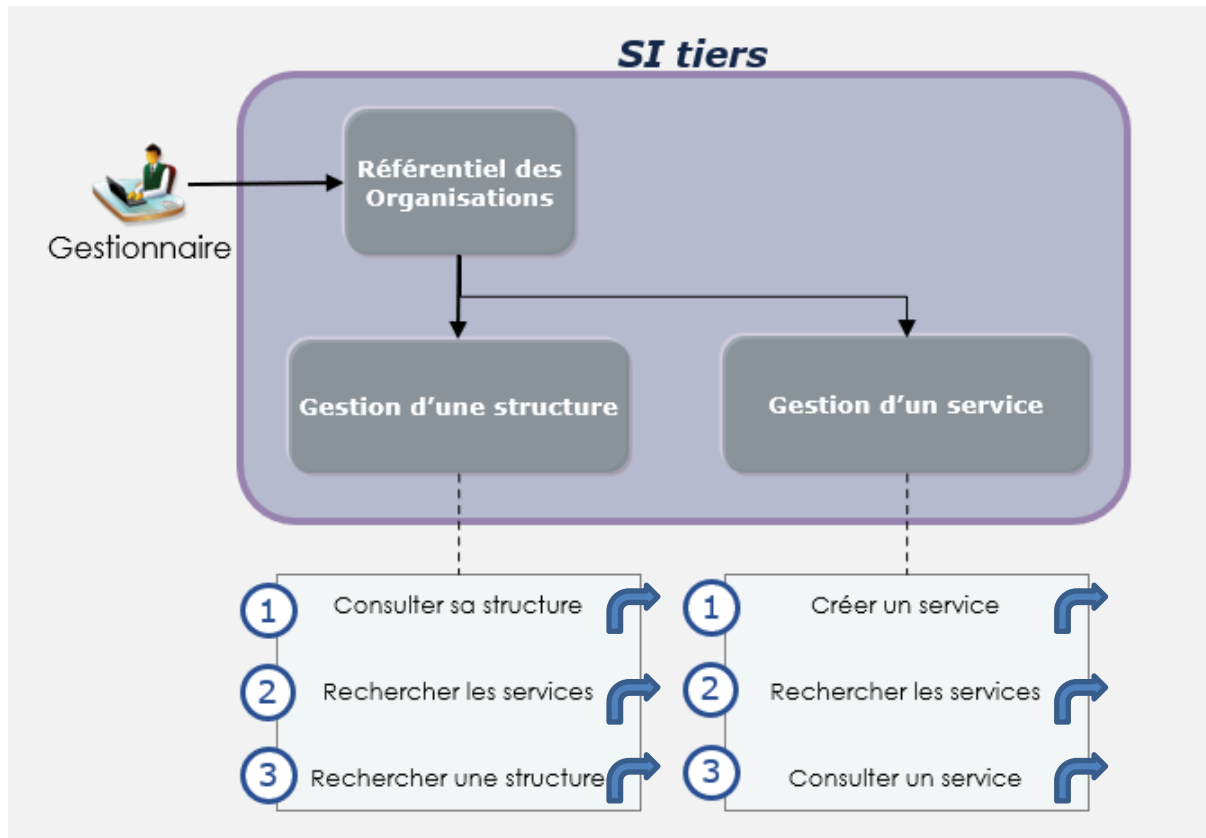 SI tiers
Référentiel des
Organisations
Gestionnaire
Gestion d’une structure
Gestion d’un service
1 Consulter sa structure
2 Rechercher les services
3 Rechercher une structure
1 Créer un service
2 Rechercher les services
3 Consulter un service